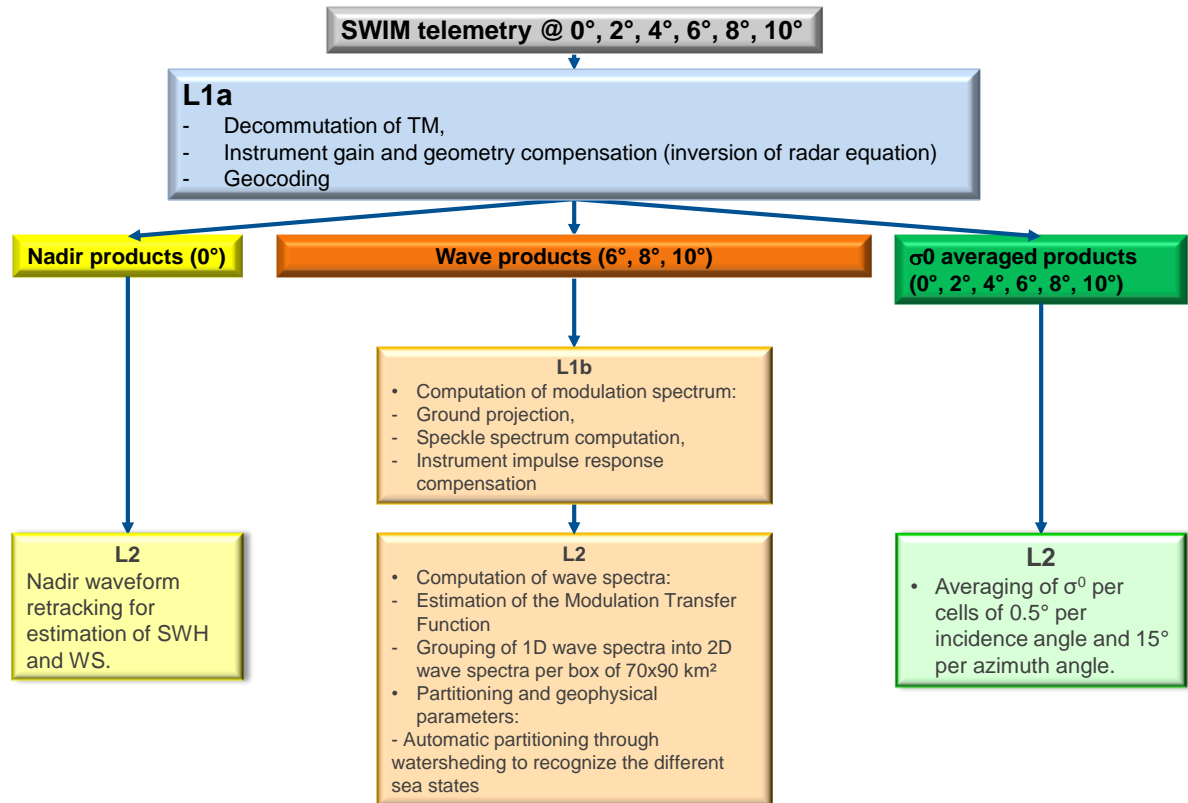 SWIM telemetry @ 0°, 2°, 4°, 6°, 8°, 10°
L1a
- Decommutation of TM,
- Instrument gain and geometry compensation (inversion of radar equation)
- Geocoding
Nadir products (0°)
Wave products (6°, 8°, 10°)
σ0 averaged products
(0°, 2°, 4°, 6°, 8°, 10°)
L1b
• Computation of modulation spectrum:
- Ground projection,
- Speckle spectrum computation,
- Instrument impulse response
compensation
L2
Nadir waveform
retracking for
estimation of SWH
and WS.
L2
• Computation of wave spectra:
- Estimation of the Modulation Transfer
Function
- Grouping of 1D wave spectra into 2D
wave spectra per box of 70x90 km²
• Partitioning and geophysical
parameters:
- Automatic partitioning through
watersheding to recognize the different
sea states
L2
• Averaging of σ⁰ per
cells of 0.5° per
incidence angle and 15°
per azimuth angle.